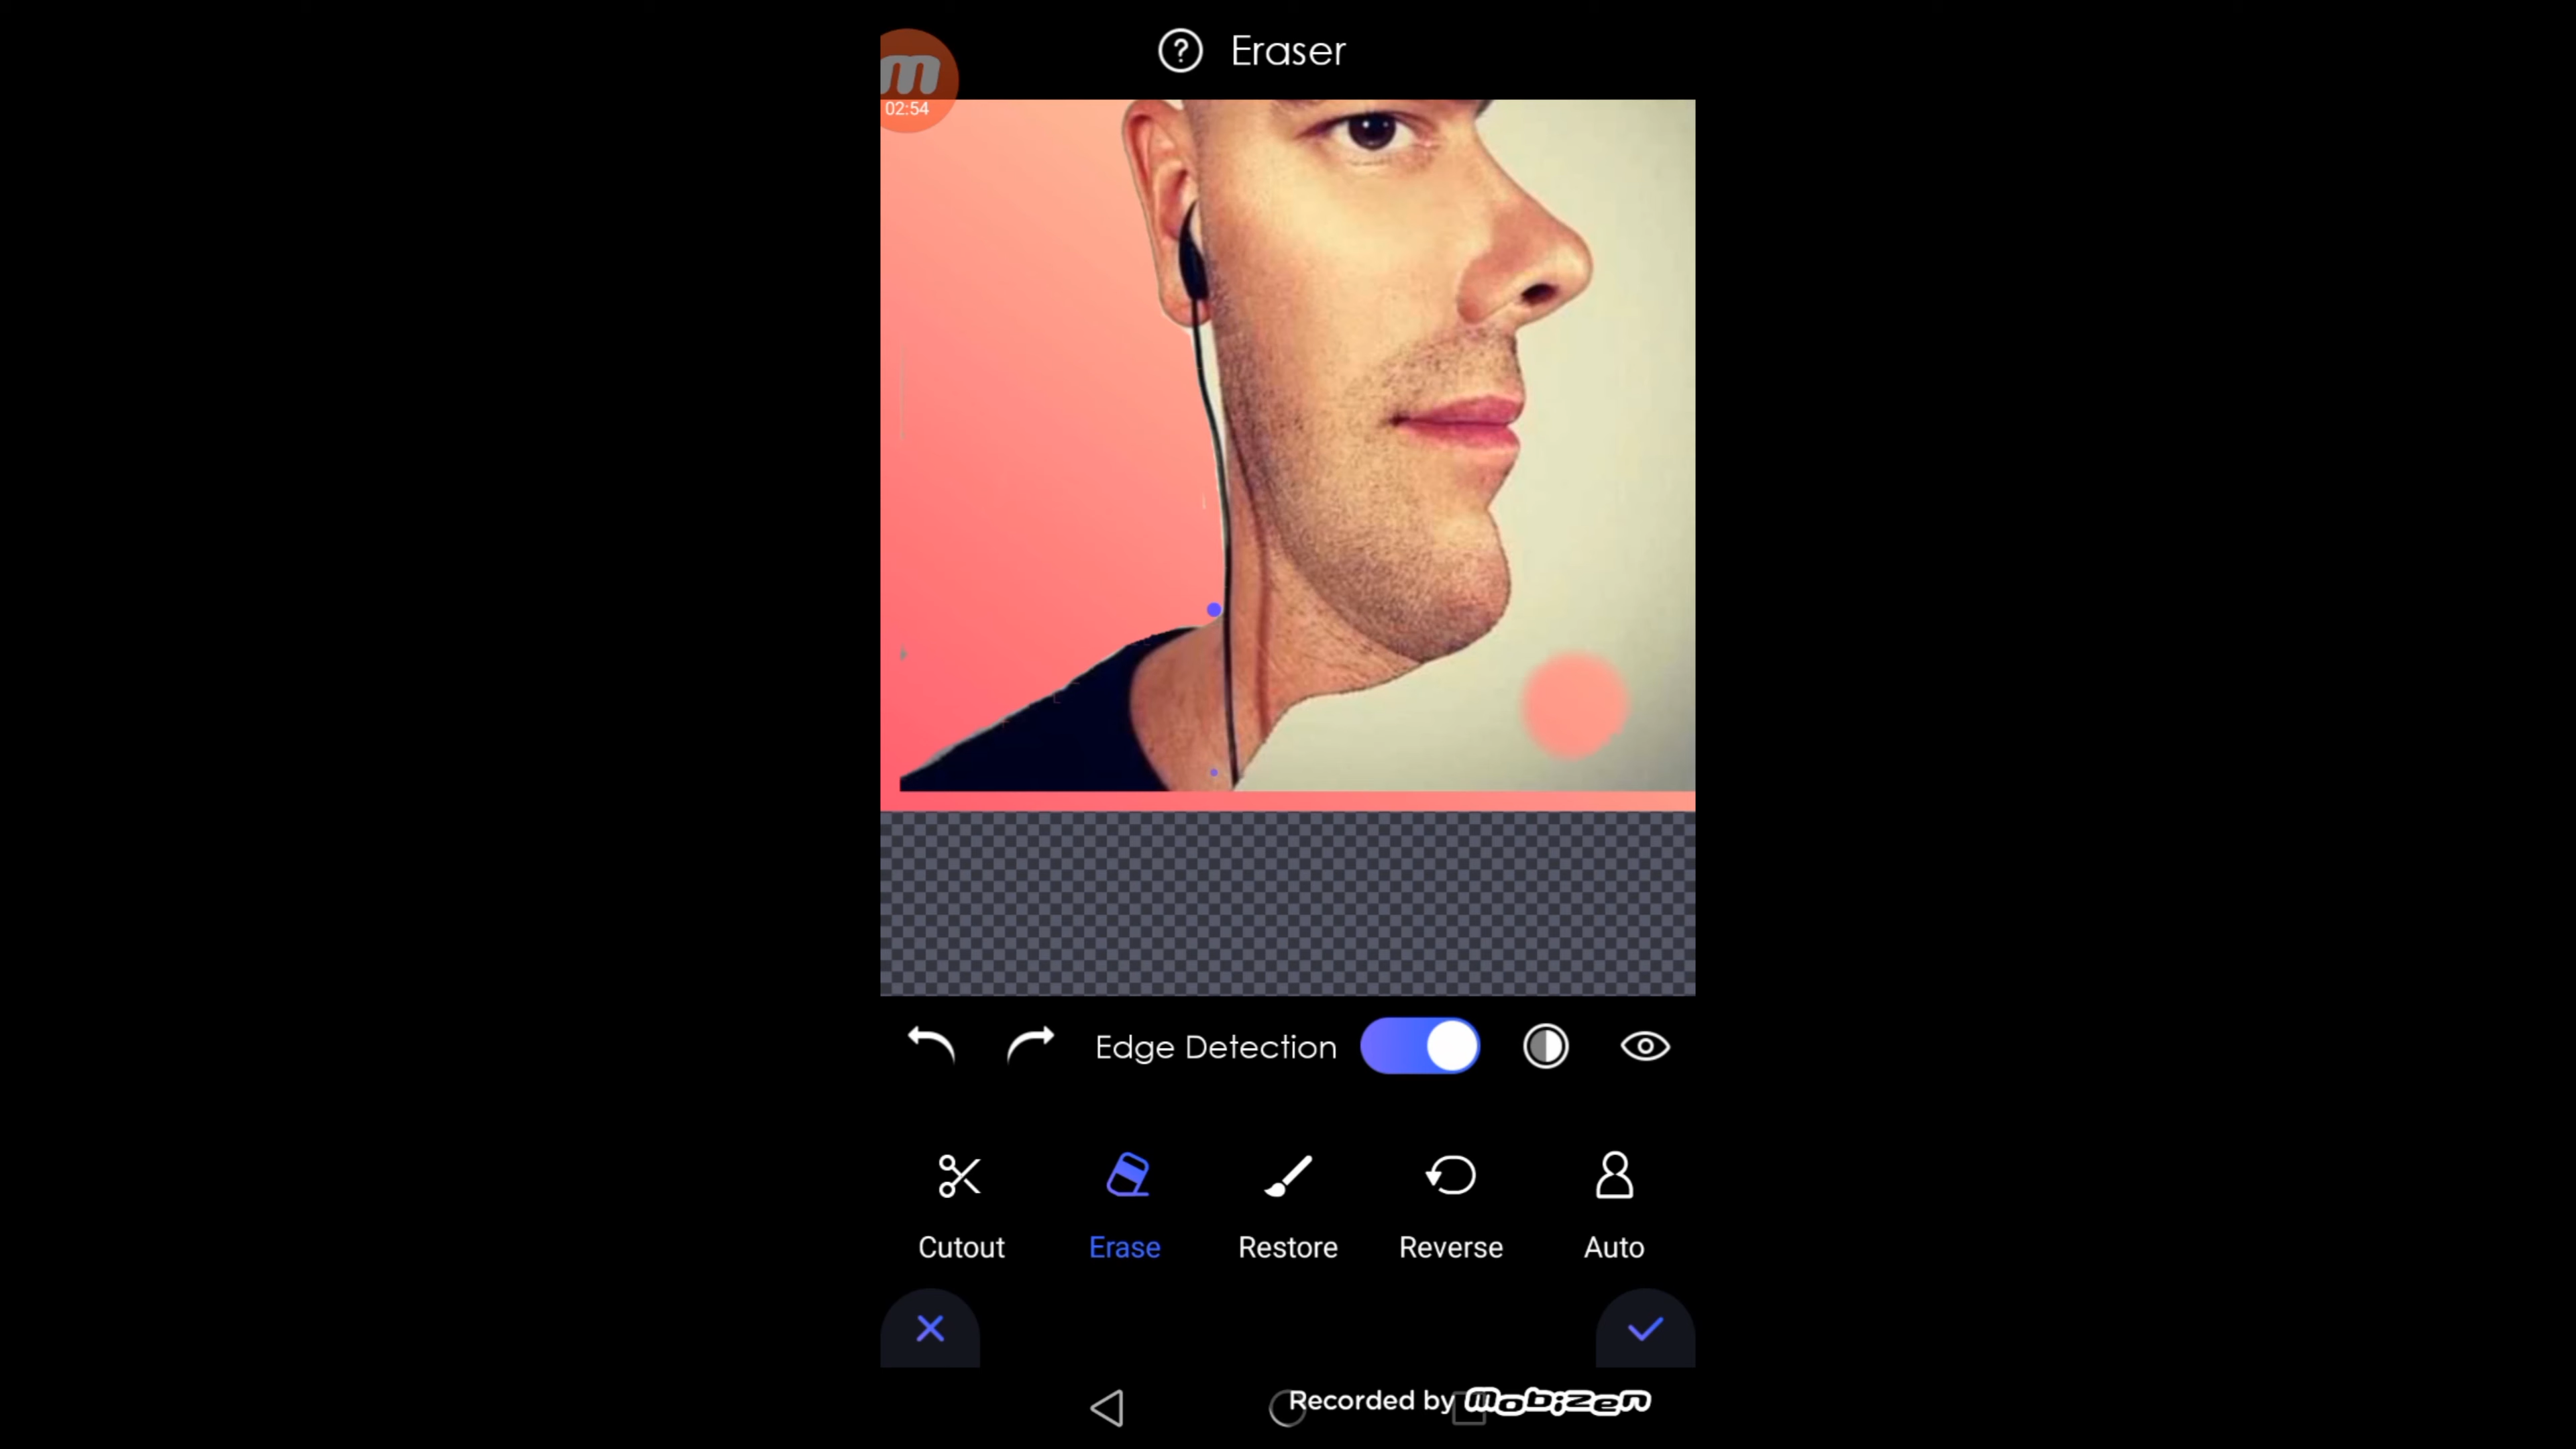 Eraser
02:54
Edge Detection
Cutout
Erase
Restore
Reverse
Auto
Recorded by mobizen